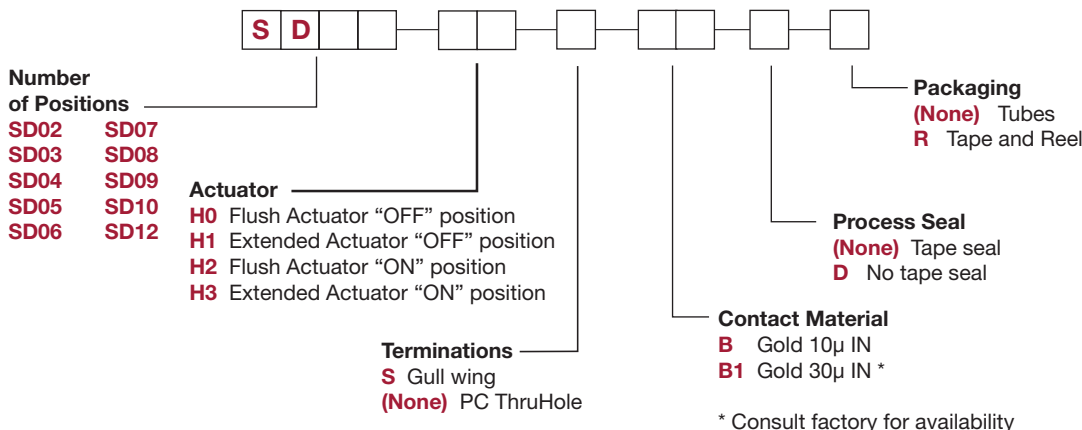 S D
Number
of Positions
SD02 SD07
SD03 SD08
SD04 SD09
SD05 SD10
SD06 SD12
Actuator
H0 Flush Actuator “OFF” position
H1 Extended Actuator “OFF” position
H2 Flush Actuator “ON” position
H3 Extended Actuator “ON” position
Terminations
S Gull wing
(None) PC ThruHole
Contact Material
B Gold 10μ IN
B1 Gold 30μ IN *
* Consult factory for availability
Process Seal
(None) Tape seal
D No tape seal
Packaging
(None) Tubes
R Tape and Reel